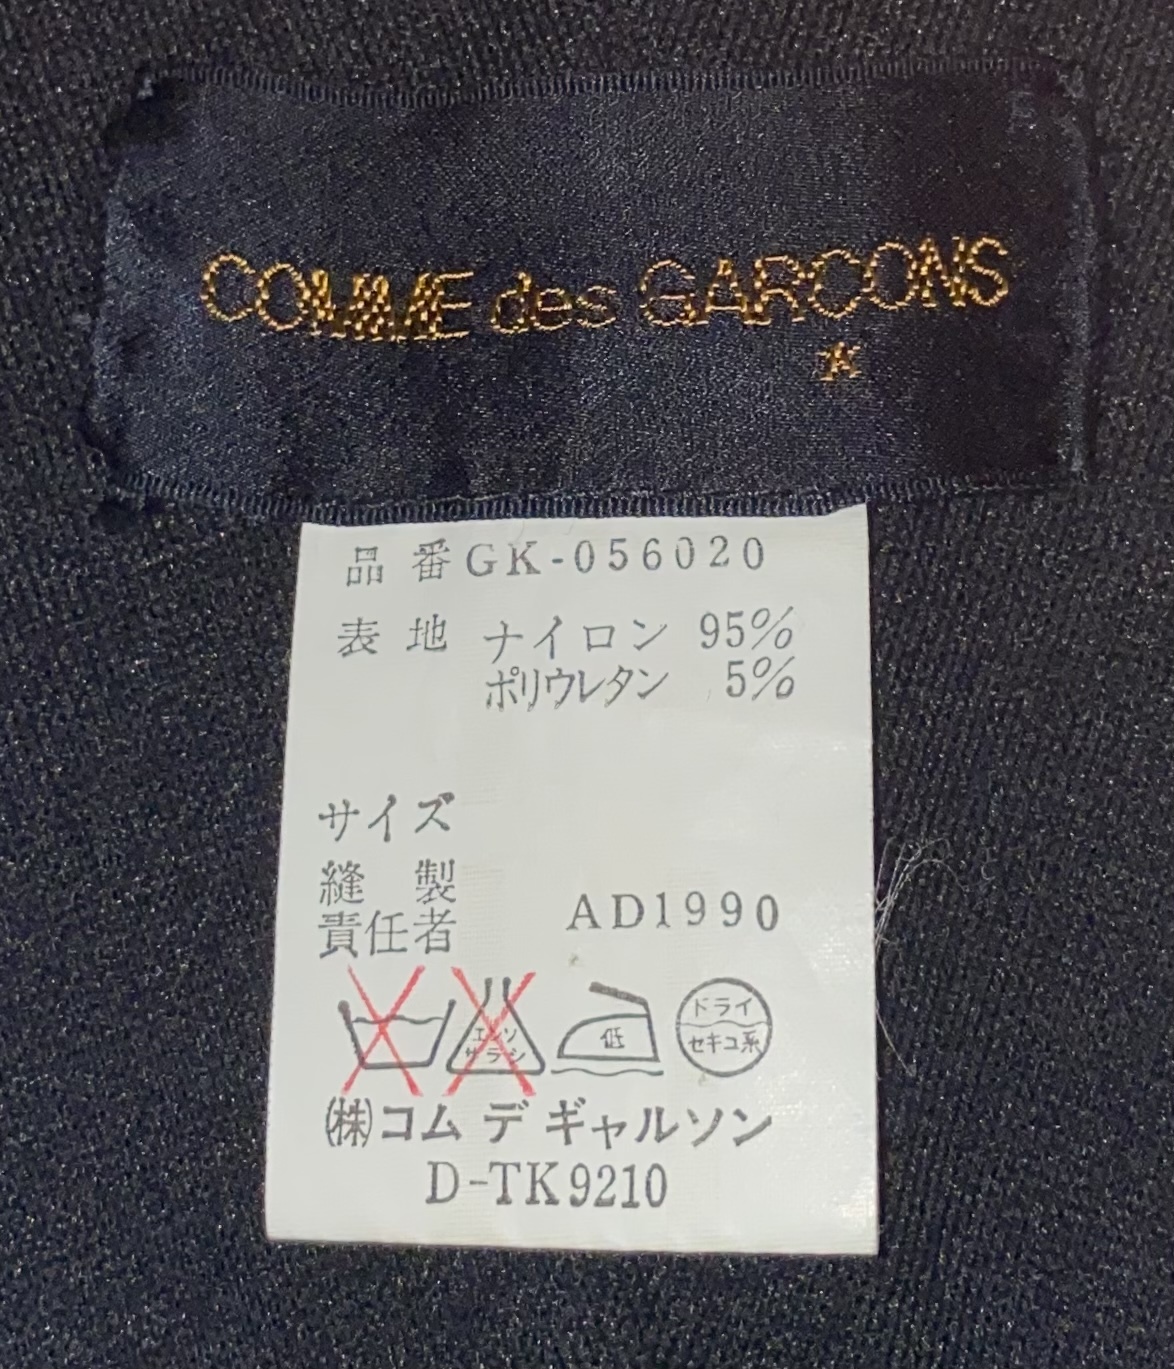 COMME des GARCONS
品番GK-056020
表地 ナイロン 95%
ポリウレタン 5%
サイズ
縫製
責任者 AD1990
エンソ
サラシ
低
ドライ
セキユ系
(株)コム デ ギャルソン
D-TK9210